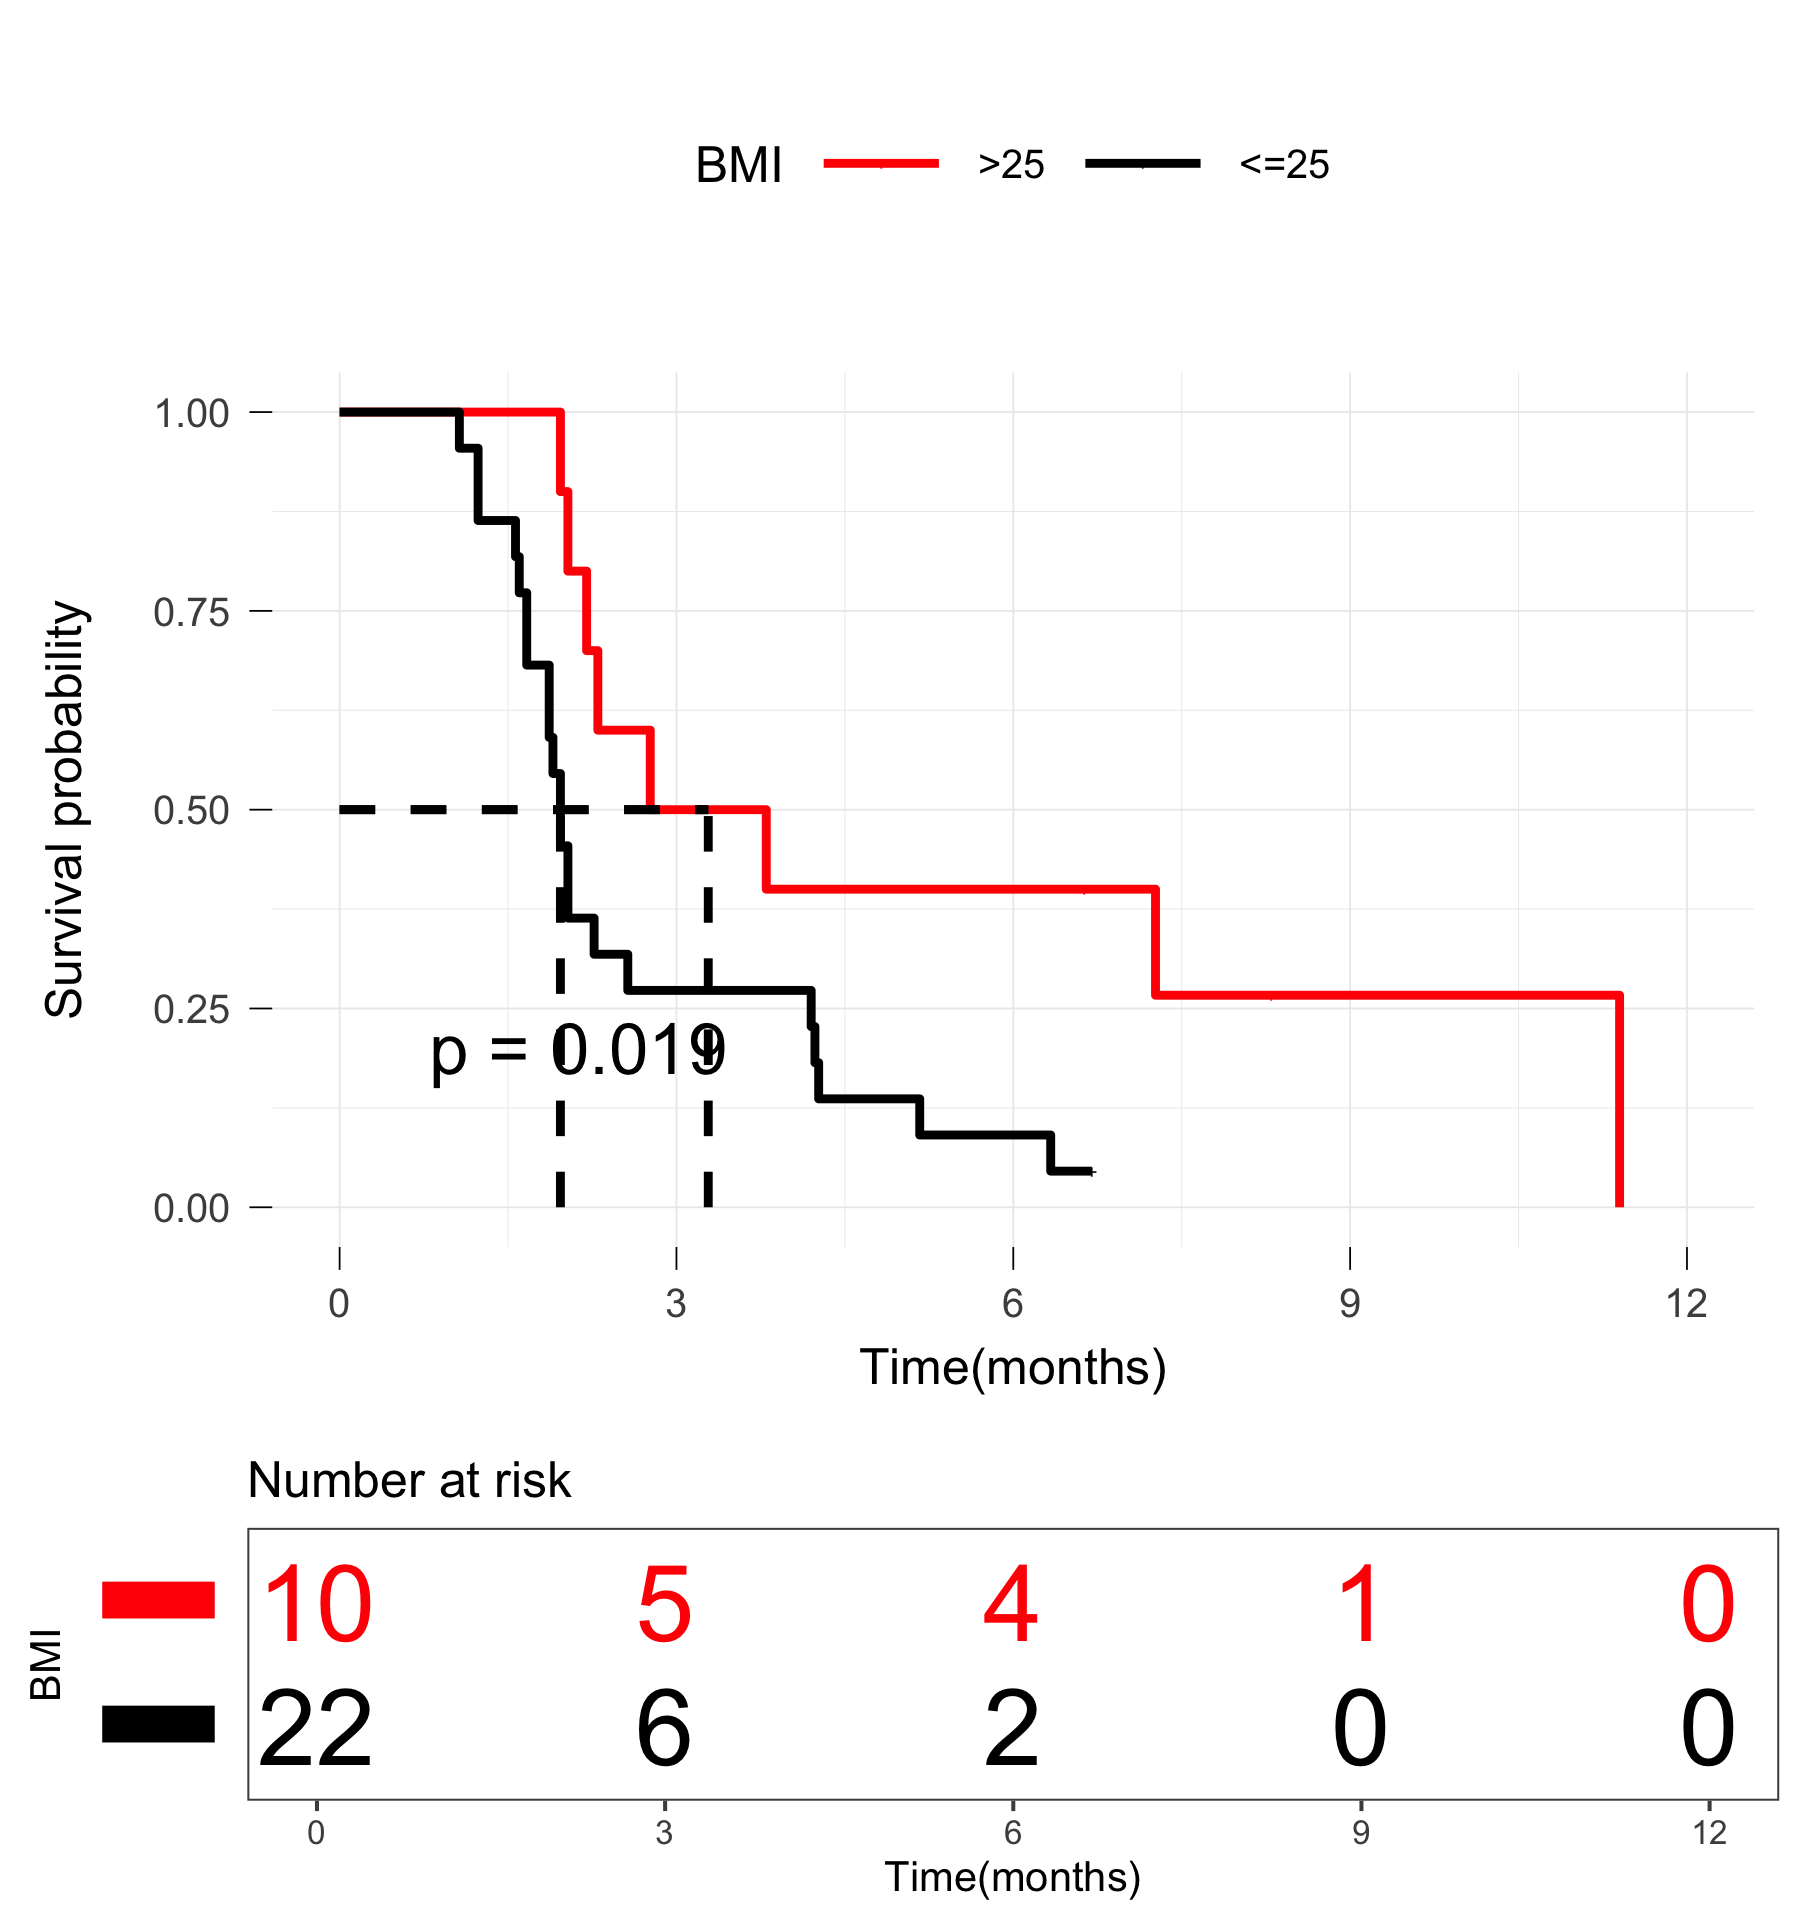 BMI >25 <=25
1.00
0.75
0.50
0.25
0.00
Survival probability
p = 0.019
0 3 6 9 12
Time(months)
Number at risk
BMI
10 5 4 1 0
22 6 2 0 0
0 3 6 9 12
Time(months)